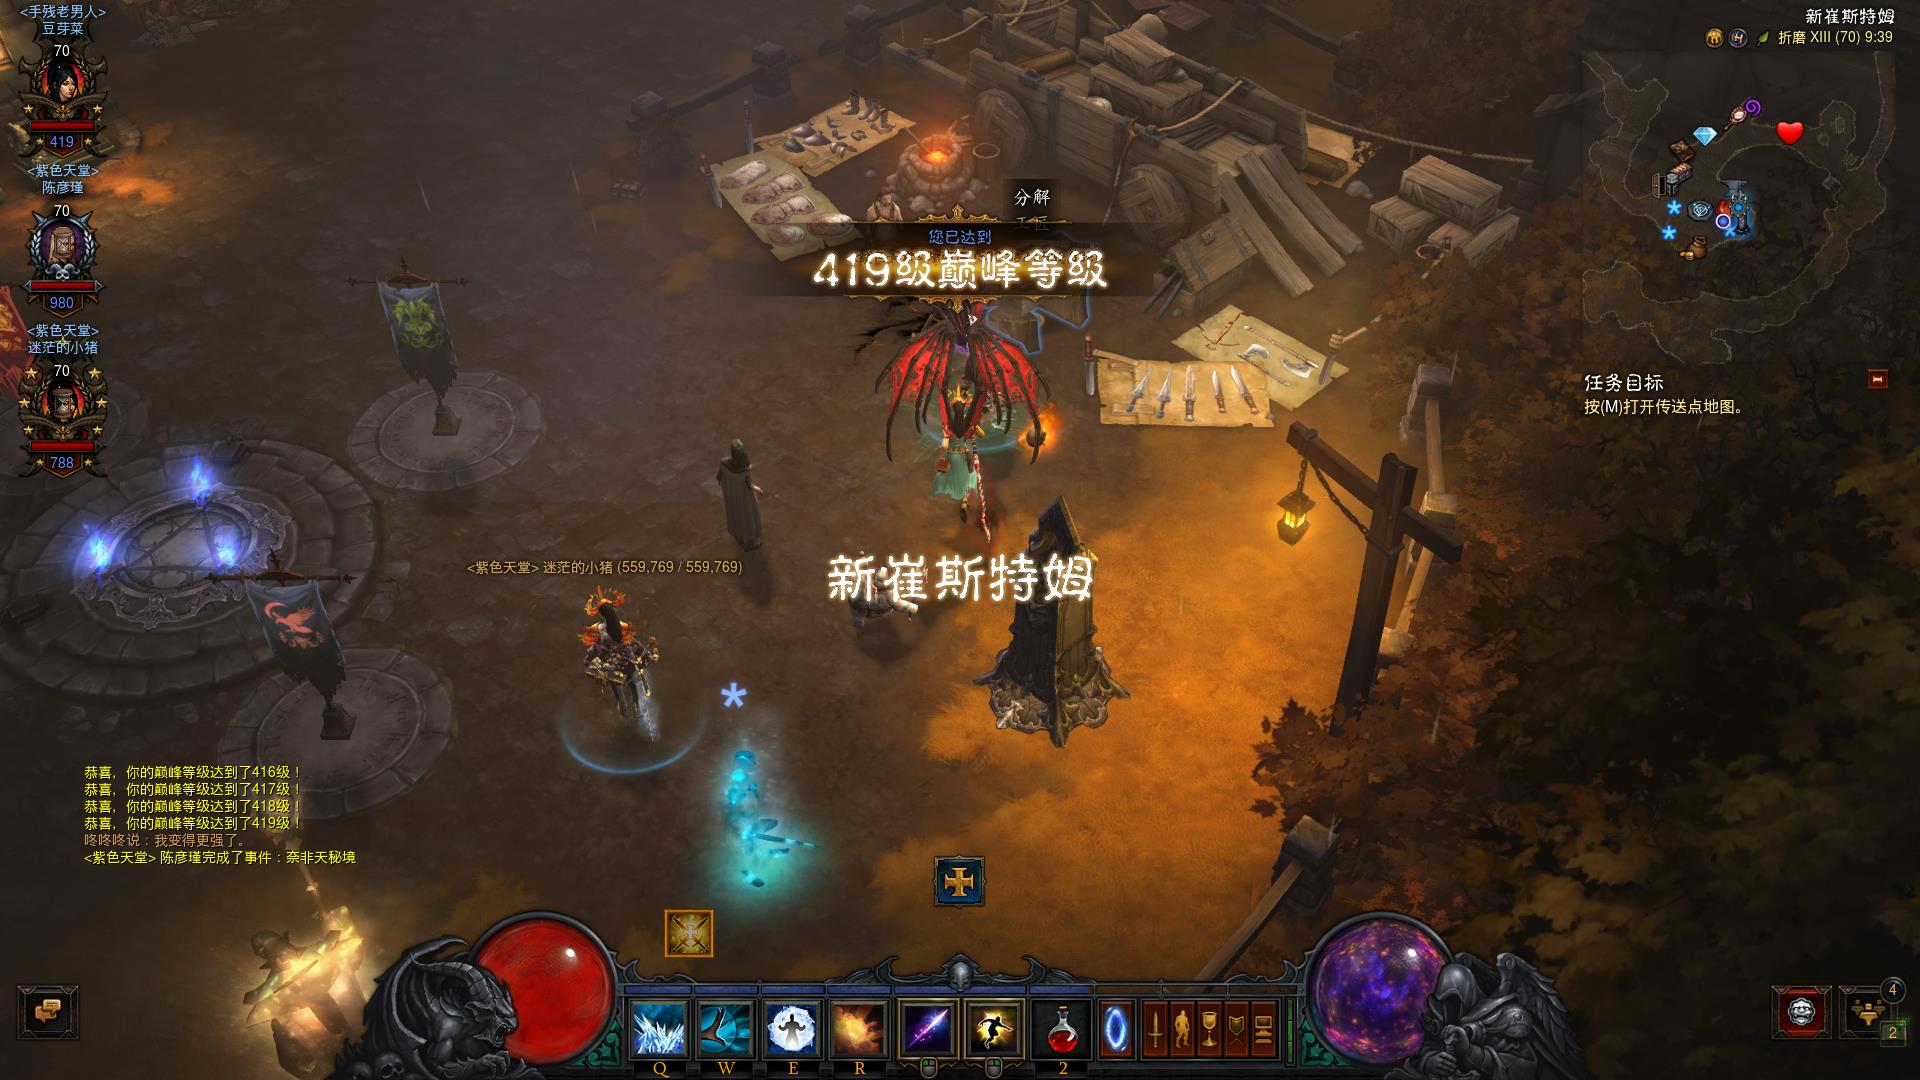 <手残老男人>
豆芽菜
70
419
<紫色天堂>
陈彦瑾
70
980
<紫色天堂>
迷茫的小猪
70
788
新崔斯特姆
折磨 XIII (70) 9:39
任务目标
按(M)打开传送点地图。
分解
工匠
您已达到
419级巅峰等级
<紫色天堂> 迷茫的小猪 (559,769 / 559,769)
新崔斯特姆
恭喜，你的巅峰等级达到了416级！
恭喜，你的巅峰等级达到了417级！
恭喜，你的巅峰等级达到了418级！
恭喜，你的巅峰等级达到了419级！
咚咚咚说：我变得更强了。
<紫色天堂> 陈彦瑾完成了事件：奈非天秘境
Q W E R 2
4
2